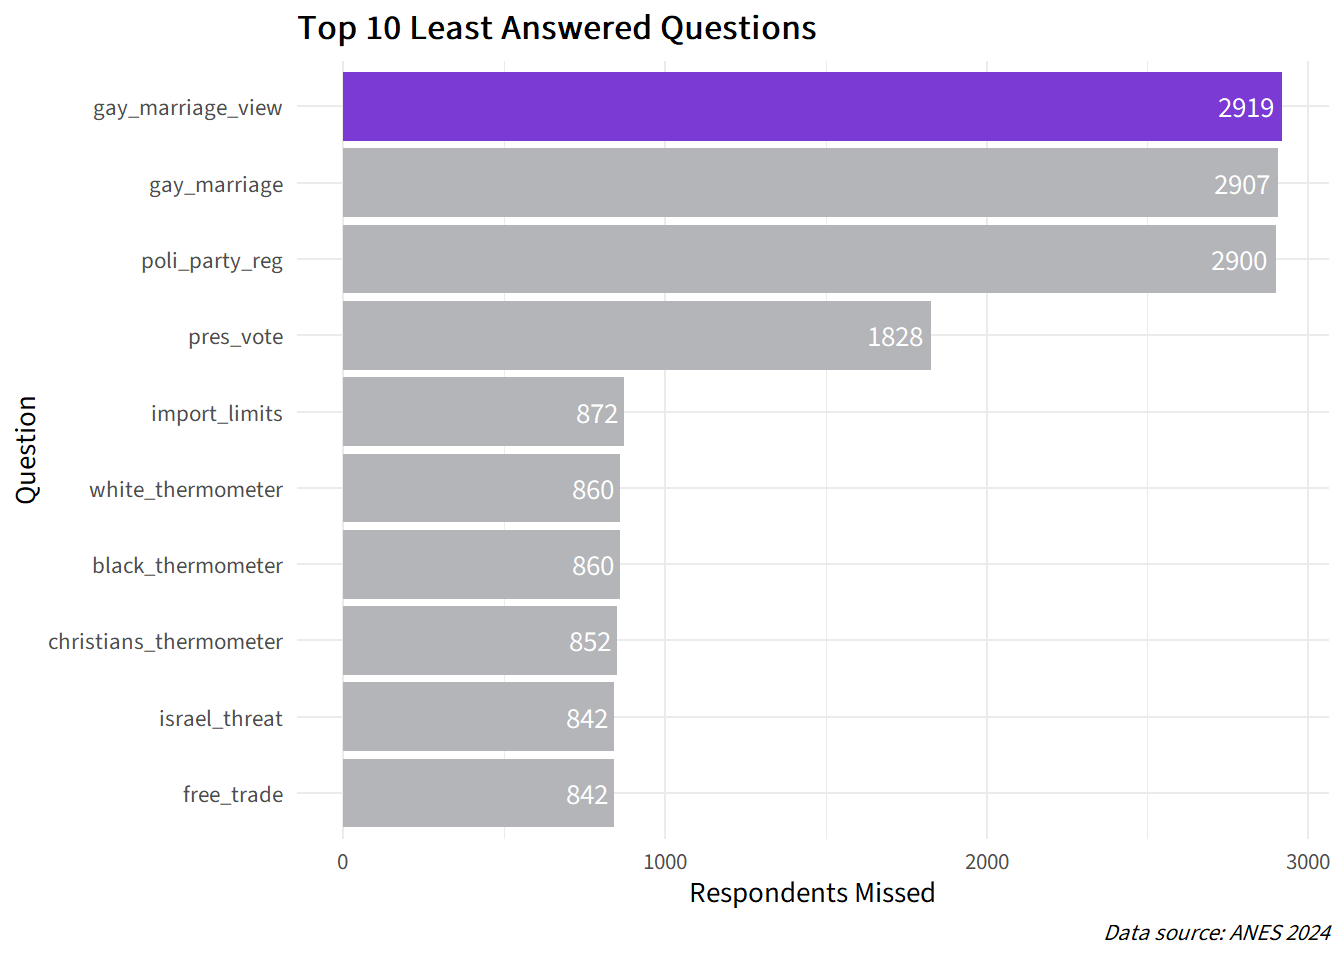 Top 10 Least Answered Questions
Question
gay_marriage_view 2919
gay_marriage 2907
poli_party_reg 2900
pres_vote 1828
import_limits 872
white_thermometer 860
black_thermometer 860
christians_thermometer 852
israel_threat 842
free_trade 842
0 1000 2000 3000
Respondents Missed
Data source: ANES 2024